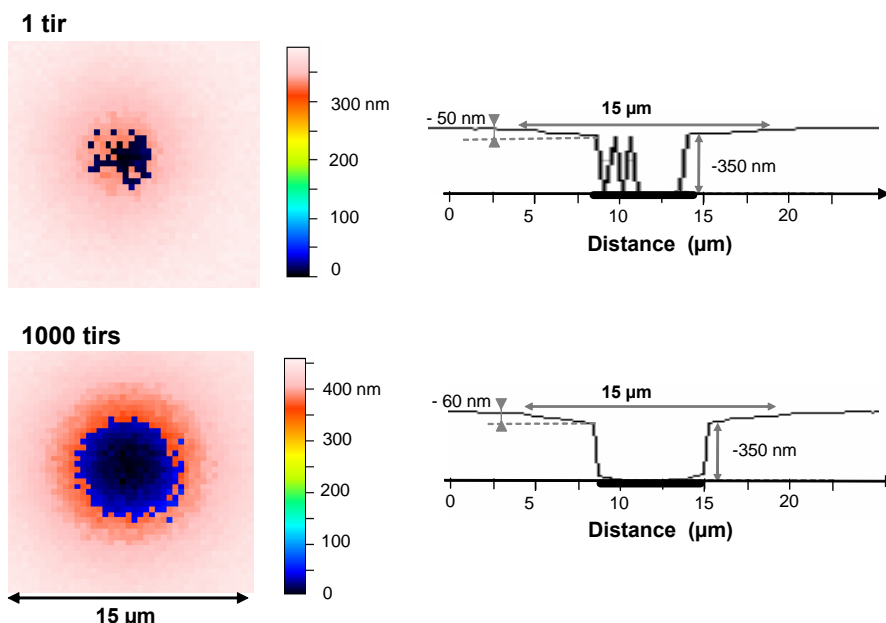 1 tir
300 nm
200
100
0
- 50 nm
15 µm
-350 nm
0 5 10 15 20
Distance (µm)
1000 tirs
400 nm
300
200
100
0
- 60 nm
15 µm
-350 nm
0 5 10 15 20
Distance (µm)
15 µm